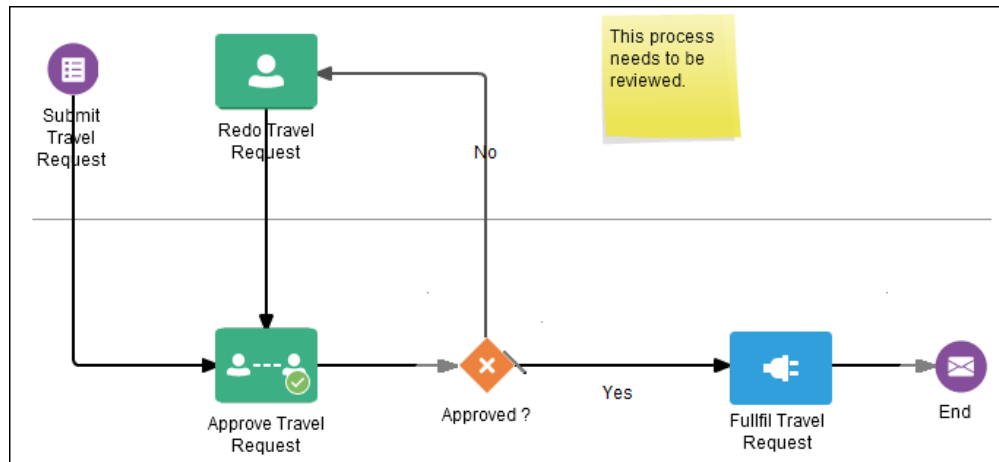 Submit
Travel
Request
Redo Travel
Request
This process
needs to be
reviewed.
No
Approve Travel
Request
Approved ?
Yes
Fullfil Travel
Request
End